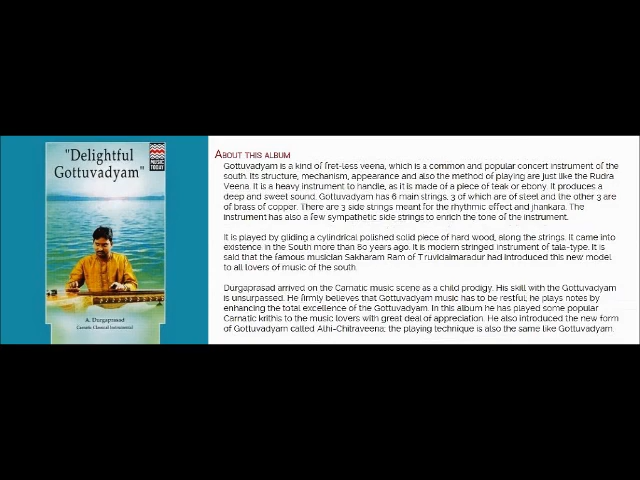 "Delightful
Gottuvadyam"
MUSIC
TODAY
A. Durgaprasad
Carnatic Classical Instrumental
ABOUT THIS ALBUM
Gottuvadyam is a kind of fret-less veena, which is a common and popular concert instrument of the
south. Its structure, mechanism, appearance and also the method of playing are just like the Rudra
Veena. It is a heavy instrument to handle, as it is made of a piece of teak or ebony. It produces a
deep and sweet sound. Gottuvadyam has 6 main strings, 3 of which are of steel and the other 3 are
of brass of copper. There are 3 side strings meant for the rhythmic effect and jhankara. The
instrument has also a few sympathetic side strings to enrich the tone of the instrument.
It is played by gliding a cylindrical polished solid piece of hard wood, along the strings. It came into
existence in the South more than 80 years ago. It is modern stringed instrument of tala-type. It is
said that the famous musician Sakharam Ram of Truvidaimaradur had introduced this new model
to all lovers of music of the south.
Durgaprasad arrived on the Carnatic music scene as a child prodigy. His skill with the Gottuvadyam
is unsurpassed. He firmly believes that Gottuvadyam music has to be restful, he plays notes by
enhancing the total excellence of the Gottuvadyam. In this album he has played some popular
Carnatic krithis to the music lovers with great deal of appreciation. He also introduced the new form
of Gottuvadyam called Athi-Chitraveena; the playing technique is also the same like Gottuvadyam.